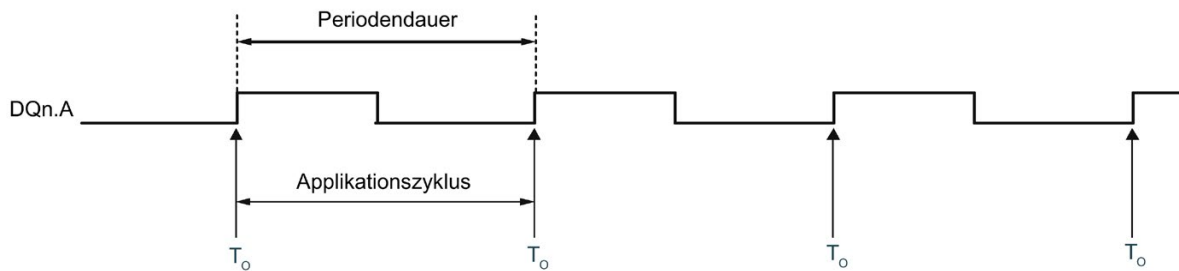 Periodendauer
DQn.A
Applikationszyklus
To To To To